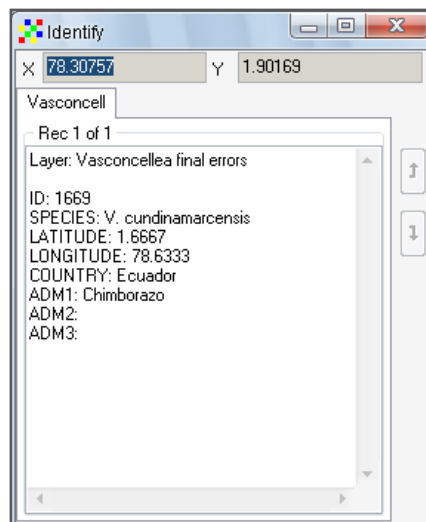 Identify
X 78.30757 Y 1.90169
Vasconcell
Rec 1 of 1
Layer: Vasconcellea final errors
ID: 1669
SPECIES: V. cundinamarcensis
LATITUDE: 1.6667
LONGITUDE: 78.6333
COUNTRY: Ecuador
ADM1: Chimborazo
ADM2:
ADM3: